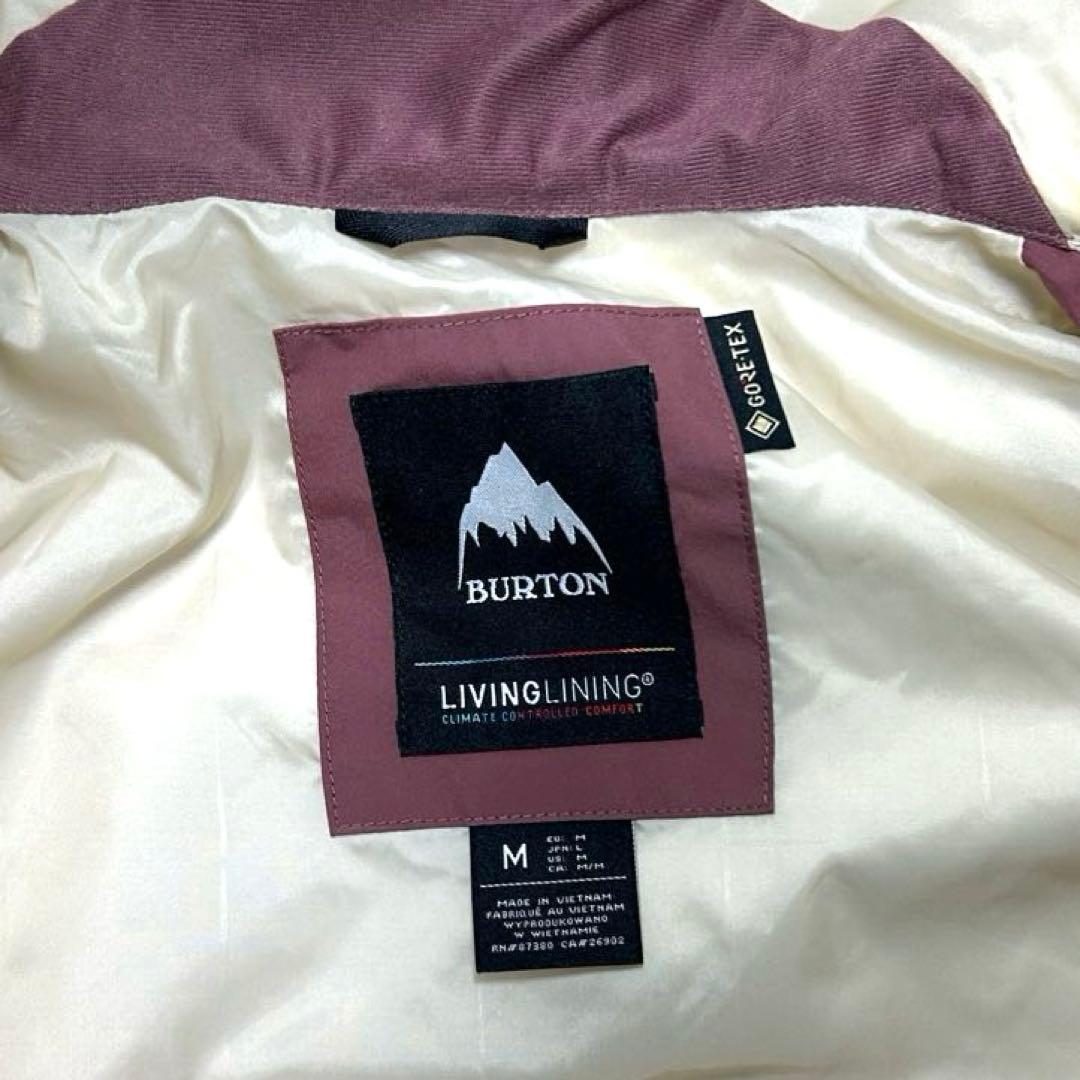 GORE-TEX
BURTON
LIVINGLINING®
CLIMATE CONTROLLED COMFORT
M
EU: M
JPN: L
US: M
CA: M/M
MADE IN VIETNAM
FABRIQUÉ AU VIETNAM
WYPRODUKOWANO
W WIETNAMIE
RN#87380 CA#26902